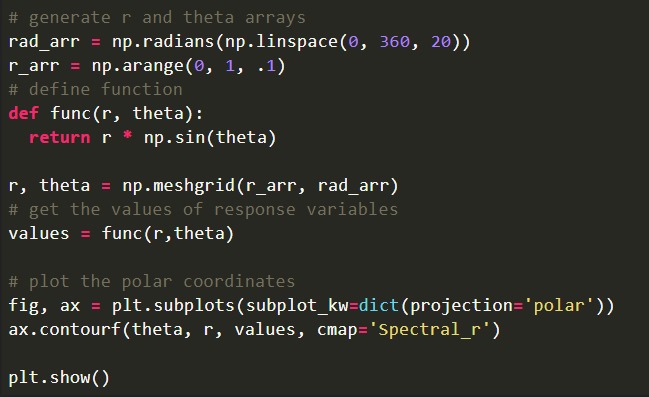 # generate r and theta arrays
rad_arr = np.radians(np.linspace(0, 360, 20))
r_arr = np.arange(0, 1, .1)
# define function
def func(r, theta):
  return r * np.sin(theta)

r, theta = np.meshgrid(r_arr, rad_arr)
# get the values of response variables
values = func(r,theta)

# plot the polar coordinates
fig, ax = plt.subplots(subplot_kw=dict(projection='polar'))
ax.contourf(theta, r, values, cmap='Spectral_r')

plt.show()